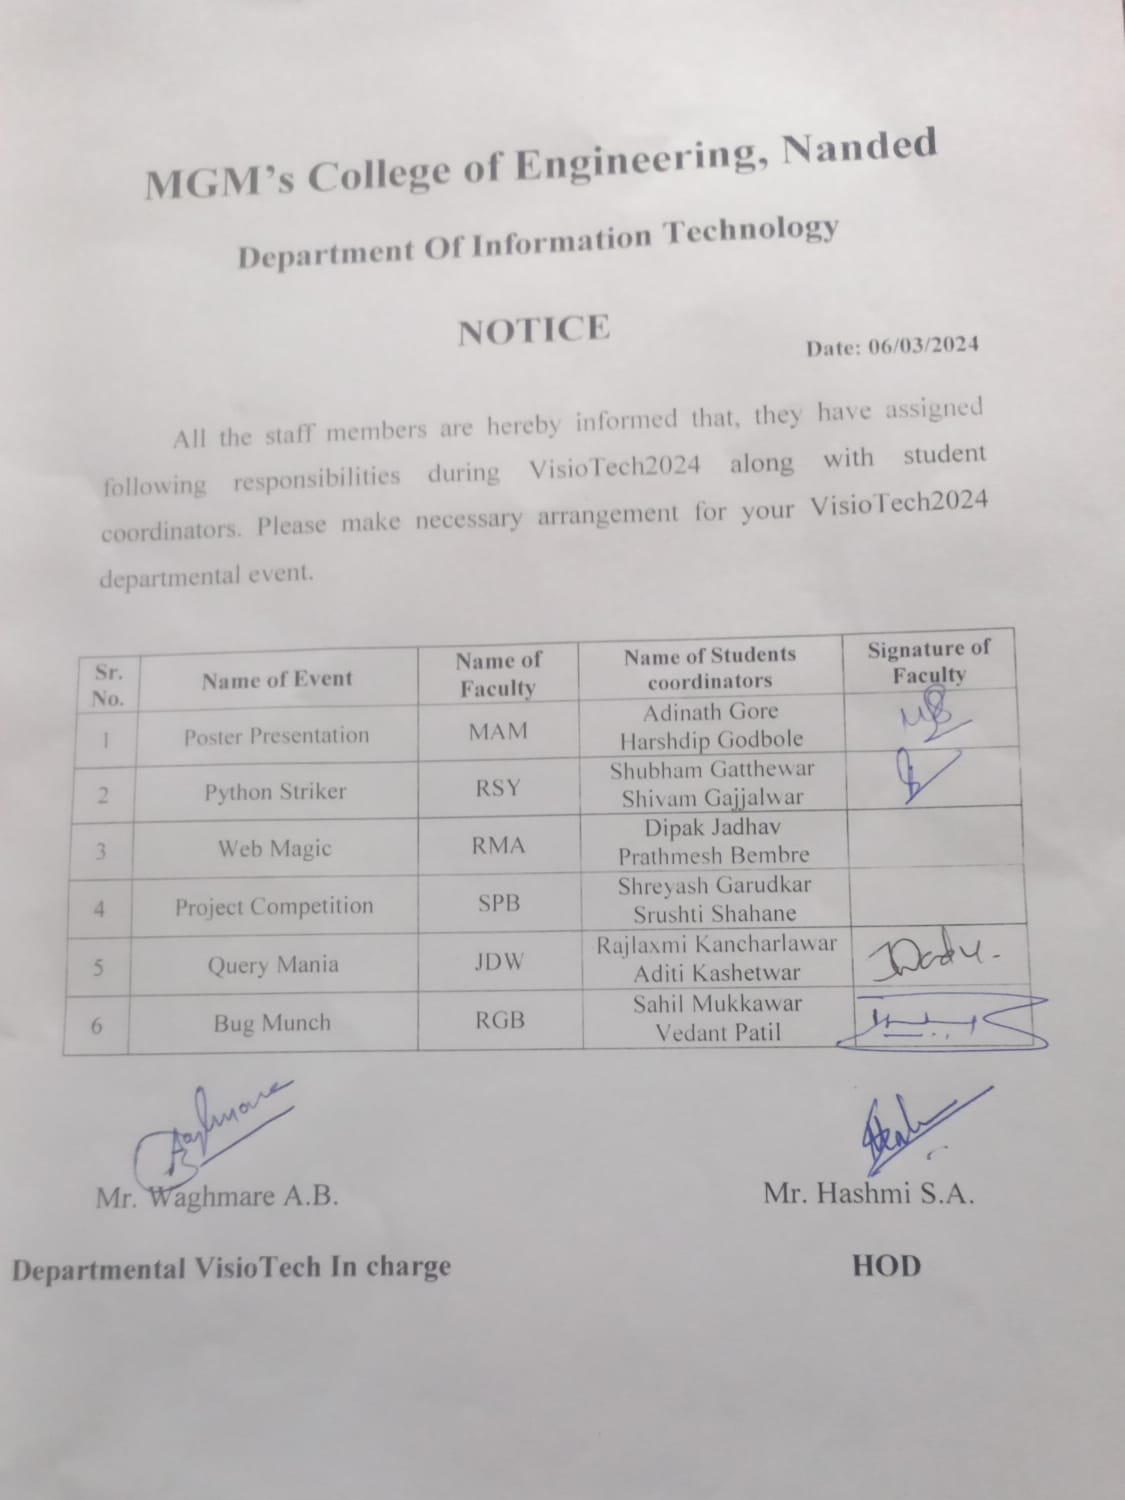 MGM's College of Engineering, Nanded
Department Of Information Technology
NOTICE
Date: 06/03/2024
All the staff members are hereby informed that, they have assigned
following responsibilities during VisioTech2024 along with student
coordinators. Please make necessary arrangement for your VisioTech2024
departmental event.
Sr. No. Name of Event Name of Faculty Name of Students coordinators Signature of Faculty
1 Poster Presentation MAM Adinath Gore
Harshdip Godbole
2 Python Striker RSY Shubham Gatthewar
Shivam Gajjalwar
3 Web Magic RMA Dipak Jadhav
Prathmesh Bembre
4 Project Competition SPB Shreyash Garudkar
Srushti Shahane
5 Query Mania JDW Rajlaxmi Kancharlawar
Aditi Kashetwar
6 Bug Munch RGB Sahil Mukkawar
Vedant Patil
Mr. Waghmare A.B. Mr. Hashmi S.A.
Departmental VisioTech In charge HOD